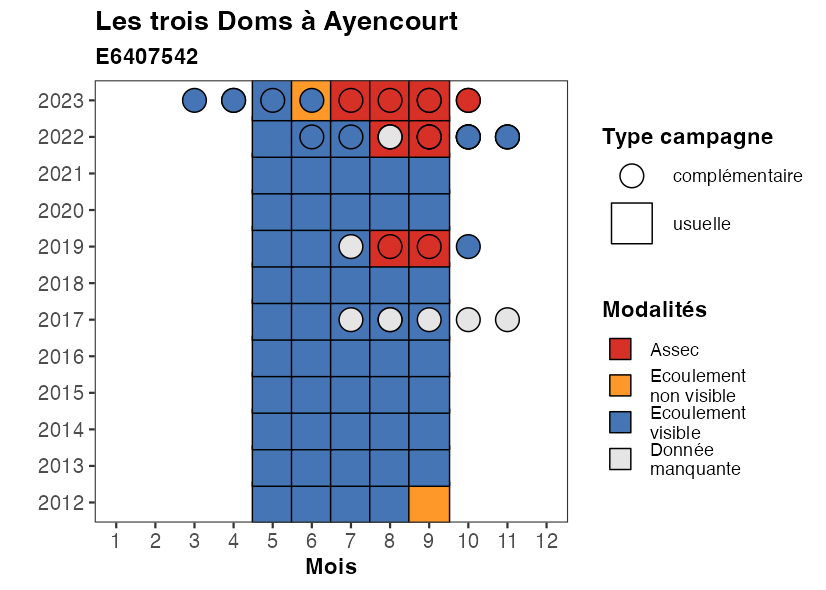 Les trois Doms à Ayencourt
E6407542
2023
2022
2021
2020
2019
2018
2017
2016
2015
2014
2013
2012
1 2 3 4 5 6 7 8 9 10 11 12
Mois
Type campagne
complémentaire
usuelle
Modalités
Assec
Ecoulement
non visible
Ecoulement
visible
Donnée
manquante